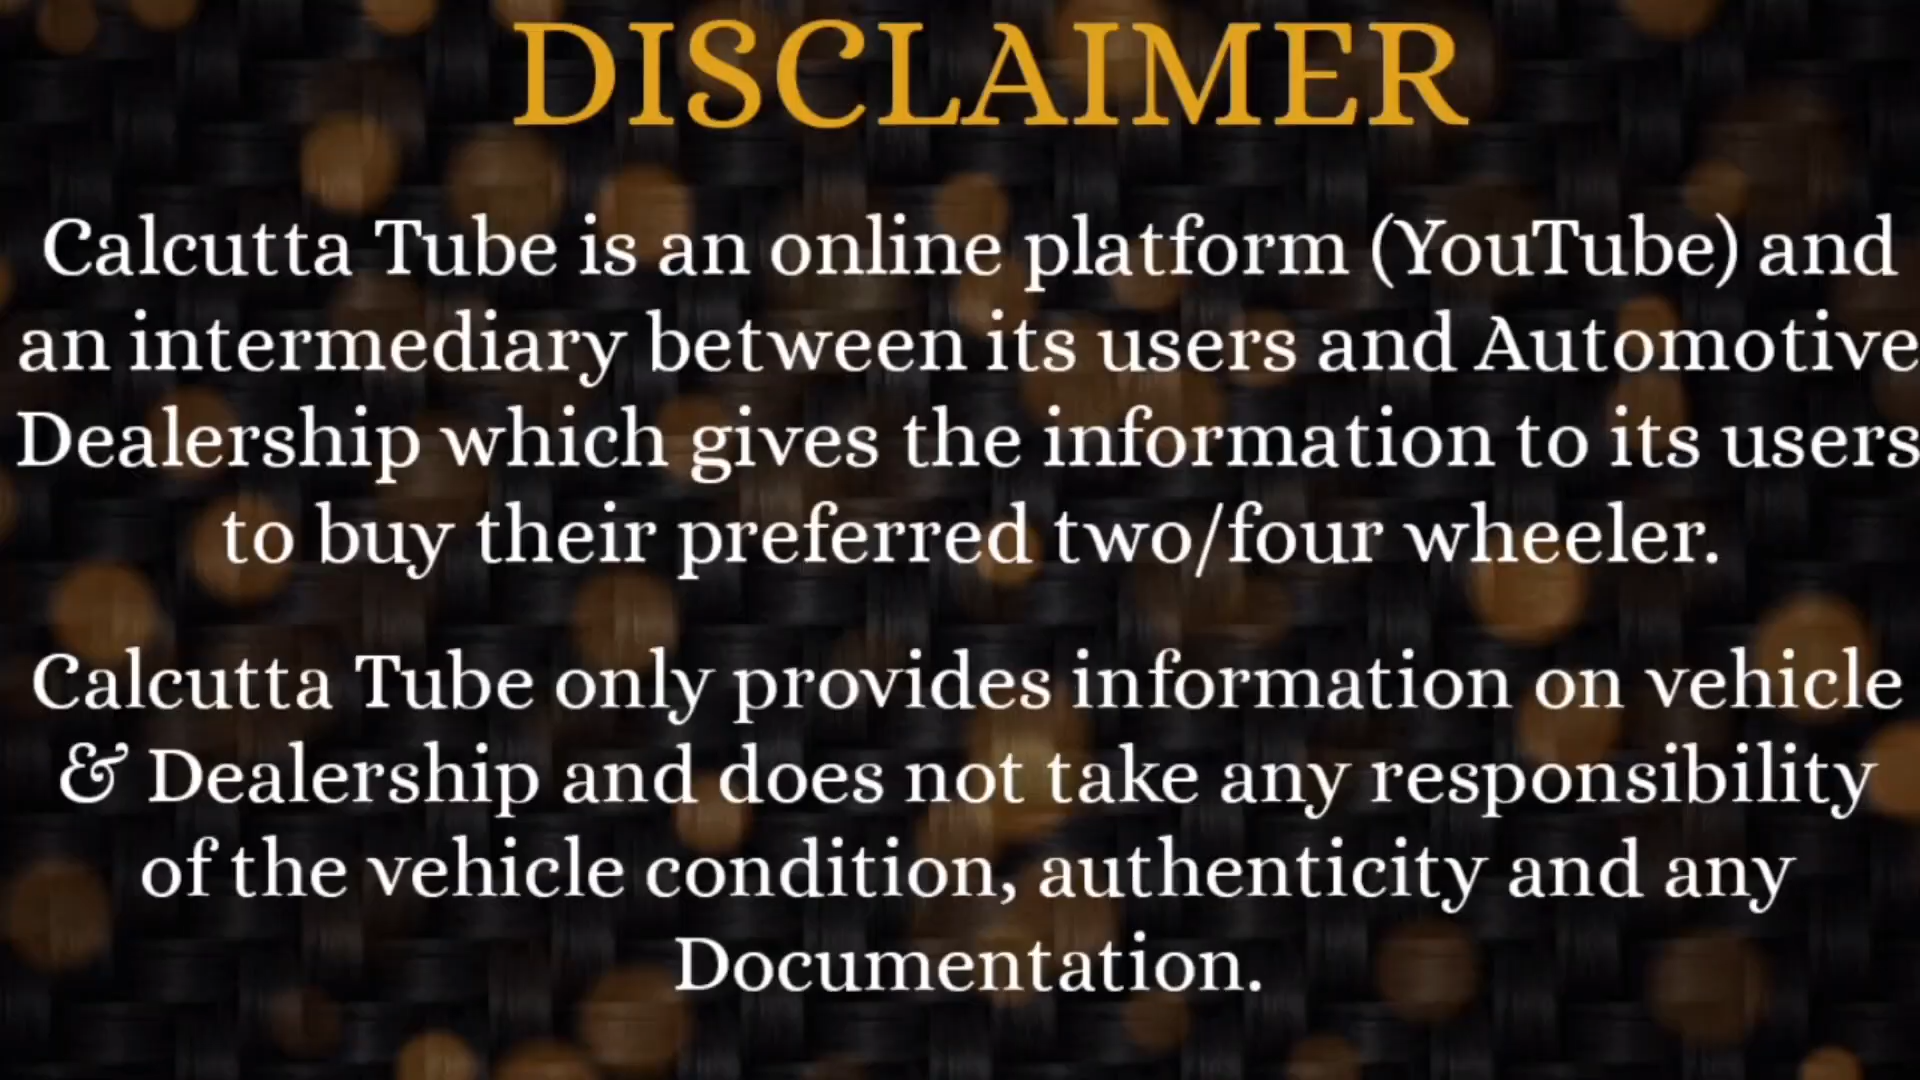 DISCLAIMER
Calcutta Tube is an online platform (YouTube) and
an intermediary between its users and Automotive
Dealership which gives the information to its users
to buy their preferred two/four wheeler.
Calcutta Tube only provides information on vehicle
& Dealership and does not take any responsibility
of the vehicle condition, authenticity and any
Documentation.